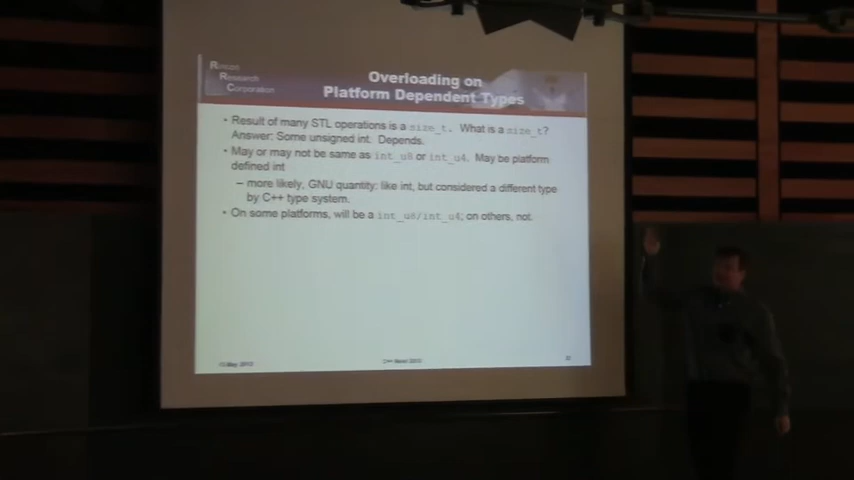 Rincon
Research
Corporation
Overloading on
Platform Dependent Types
• Result of many STL operations is a size_t. What is a size_t?
Answer: Some unsigned int. Depends.
• May or may not be same as int_u8 or int_u4. May be platform
defined int
– more likely, GNU quantity: like int, but considered a different type
by C++ type system.
• On some platforms, will be a int_u8/int_u4; on others, not.